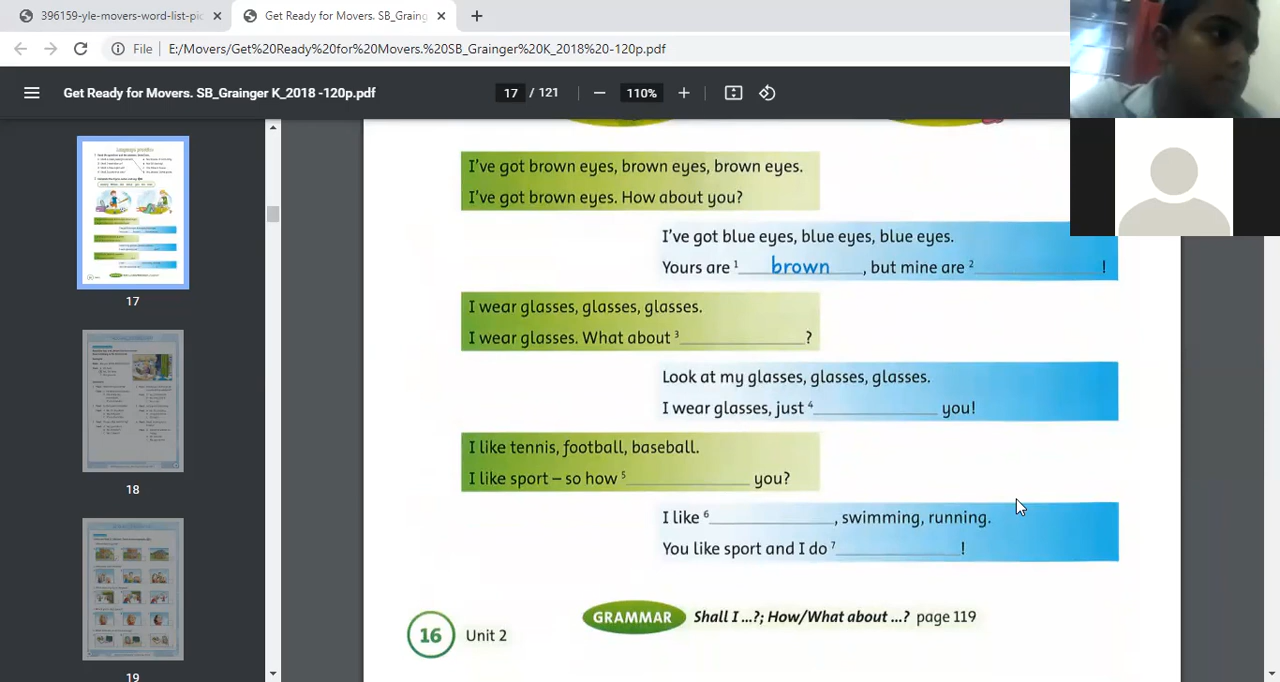 396159-yle-movers-word-list-pic
Get Ready for Movers. SB_Graing
File E:/Movers/Get%20Ready%20for%20Movers.%20SB_Grainger%20K_2018%20-120p.pdf
Get Ready for Movers. SB_Grainger K_2018 -120p.pdf
17 / 121
110%
I've got brown eyes, brown eyes, brown eyes.
I've got brown eyes. How about you?
I've got blue eyes, blue eyes, blue eyes.
Yours are 1 brown, but mine are 2 ____________!
I wear glasses, glasses, glasses.
I wear glasses. What about 3 ____________?
Look at my glasses, glasses, glasses.
I wear glasses, just 4 ____________ you!
I like tennis, football, baseball.
I like sport – so how 5 ____________ you?
I like 6 ____________, swimming, running.
You like sport and I do 7 ____________!
GRAMMAR Shall I ...?; How/What about ...? page 119
16 Unit 2
17
18
19